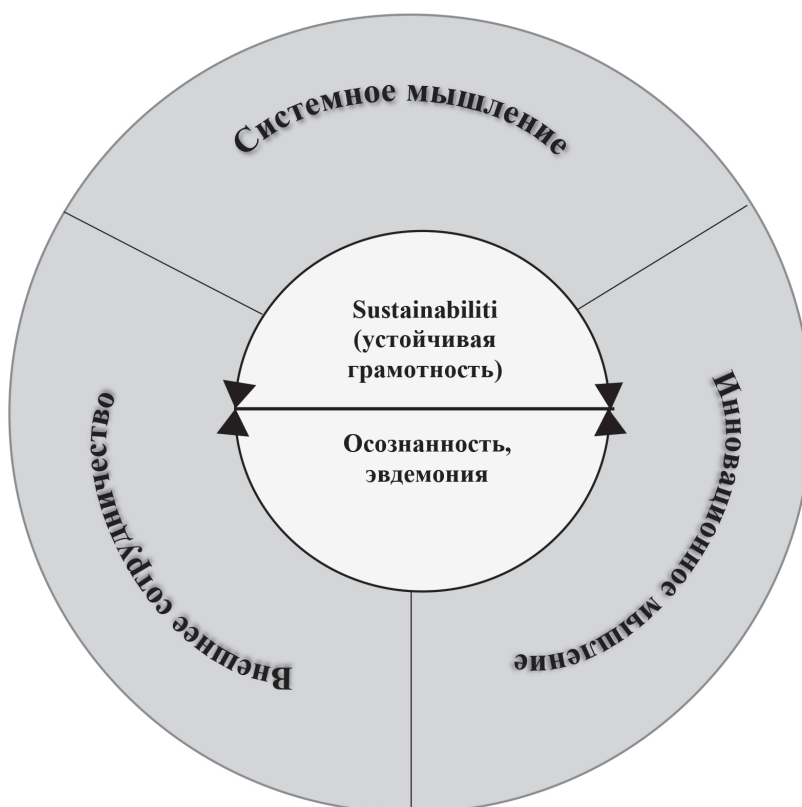 Системное мышление
Sustainabiliti
(устойчивая
грамотность)
Осознанность,
эвдемония
Внешнее сотрудничество
Инновационное мышление